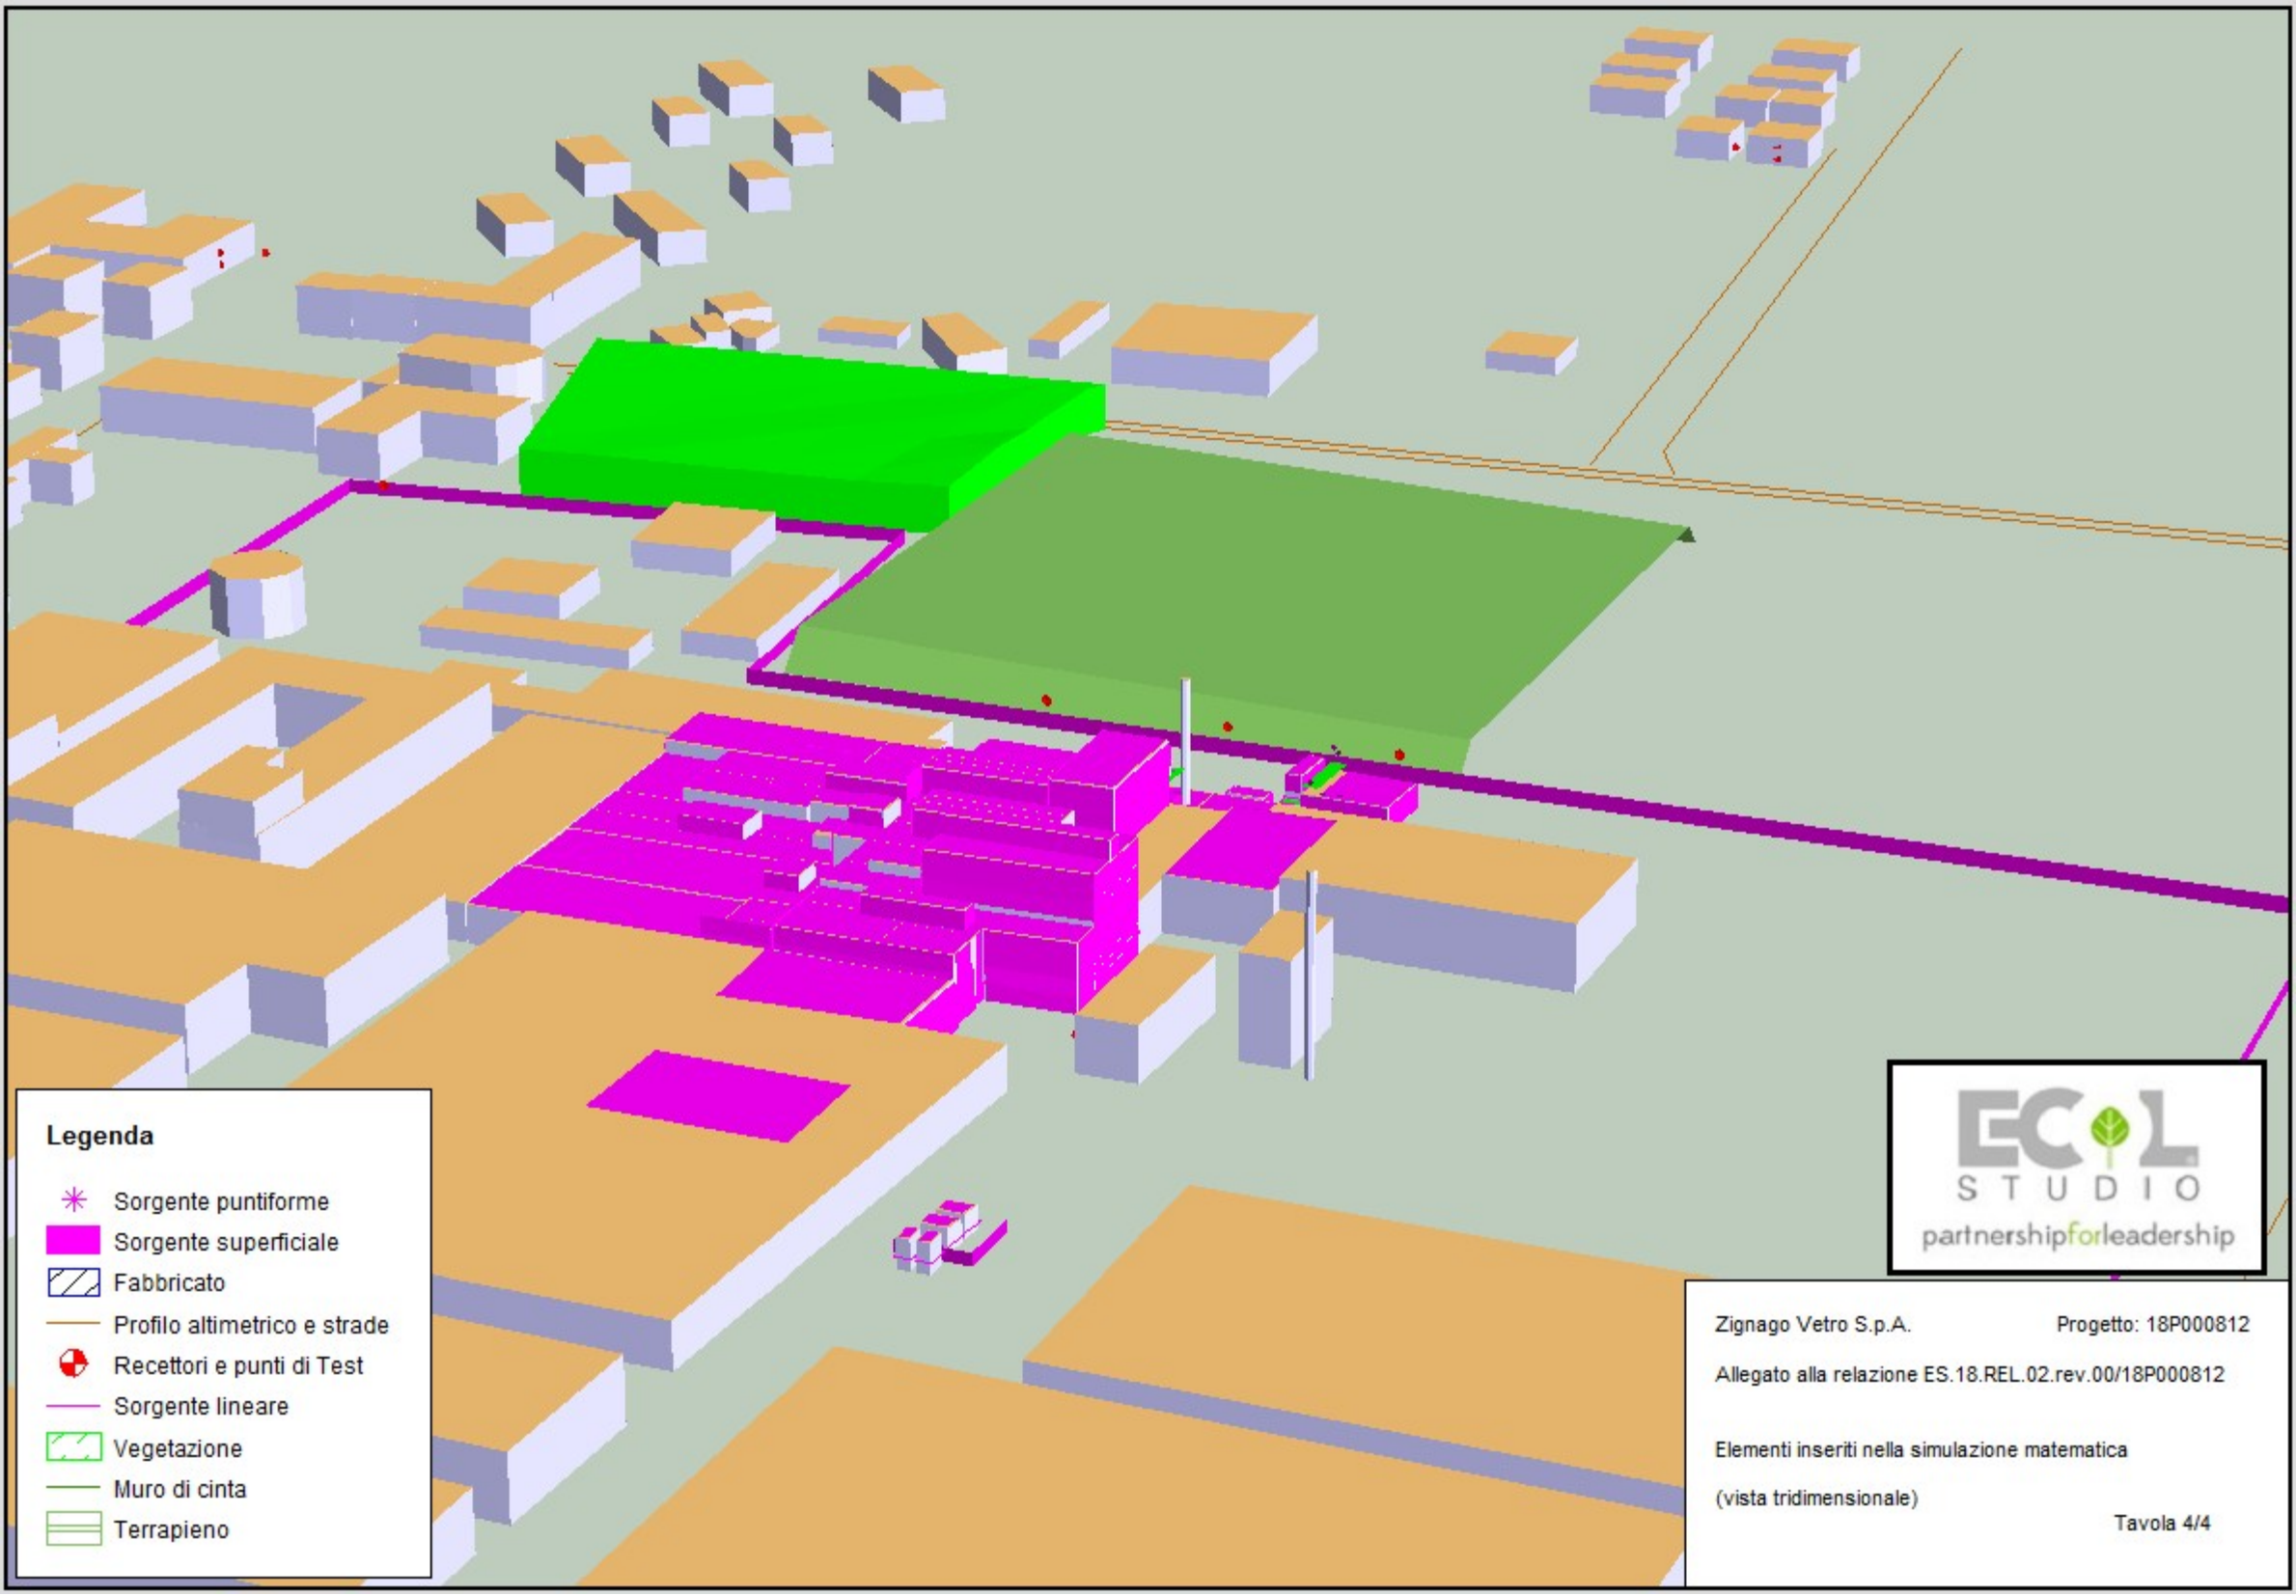 Legenda
Sorgente puntiforme
Sorgente superficiale
Fabbricato
Profilo altimetrico e strade
Recettori e punti di Test
Sorgente lineare
Vegetazione
Muro di cinta
Terrapieno
ECOL
STUDIO
partnershipforleadership
Zignago Vetro S.p.A. Progetto: 18P000812
Allegato alla relazione ES.18.REL.02.rev.00/18P000812
Elementi inseriti nella simulazione matematica
(vista tridimensionale)
Tavola 4/4